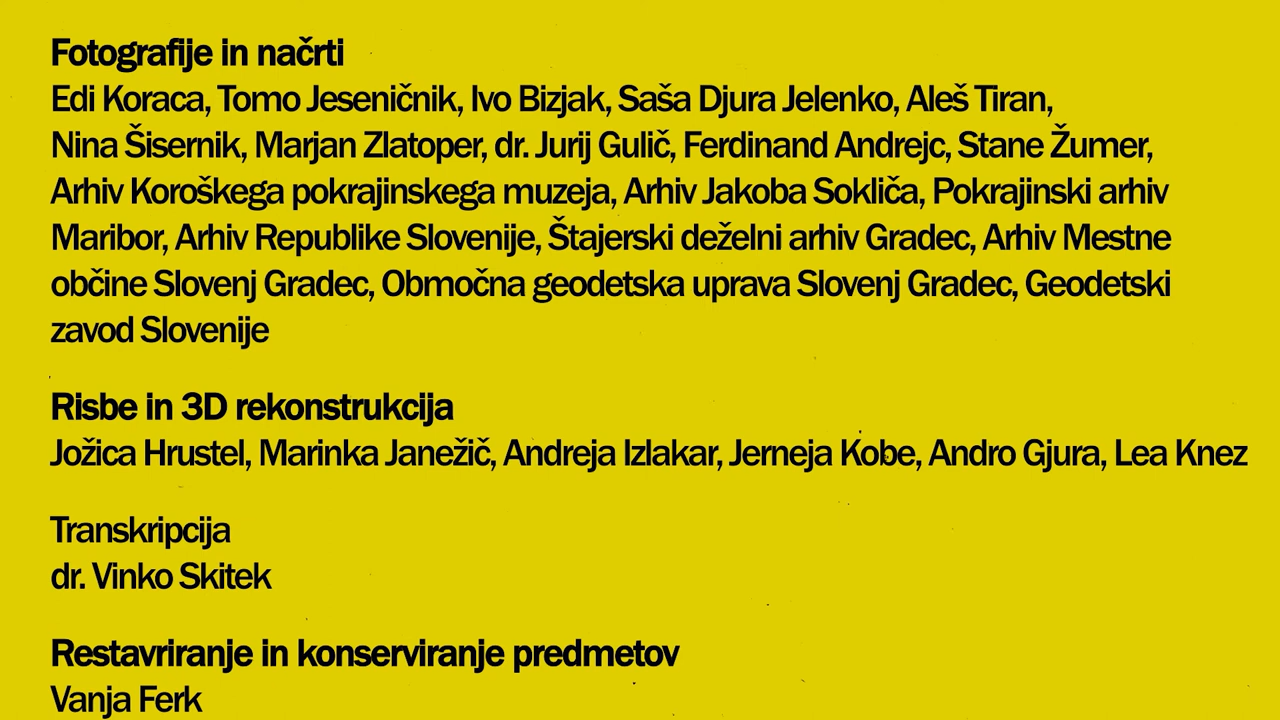 Fotografije in načrti
Edi Koraca, Tomo Jeseničnik, Ivo Bizjak, Saša Djura Jelenko, Aleš Tiran,
Nina Šisernik, Marjan Zlatoper, dr. Jurij Gulič, Ferdinand Andrejc, Stane Žumer,
Arhiv Koroškega pokrajinskega muzeja, Arhiv Jakoba Sokliča, Pokrajinski arhiv
Maribor, Arhiv Republike Slovenije, Štajerski deželni arhiv Gradec, Arhiv Mestne
občine Slovenj Gradec, Območna geodetska uprava Slovenj Gradec, Geodetski
zavod Slovenije
Risbe in 3D rekonstrukcija
Jožica Hrustel, Marinka Janežič, Andreja Izlakar, Jerneja Kobe, Andro Gjura, Lea Knez
Transkripcija
dr. Vinko Skitek
Restavriranje in konserviranje predmetov
Vanja Ferk